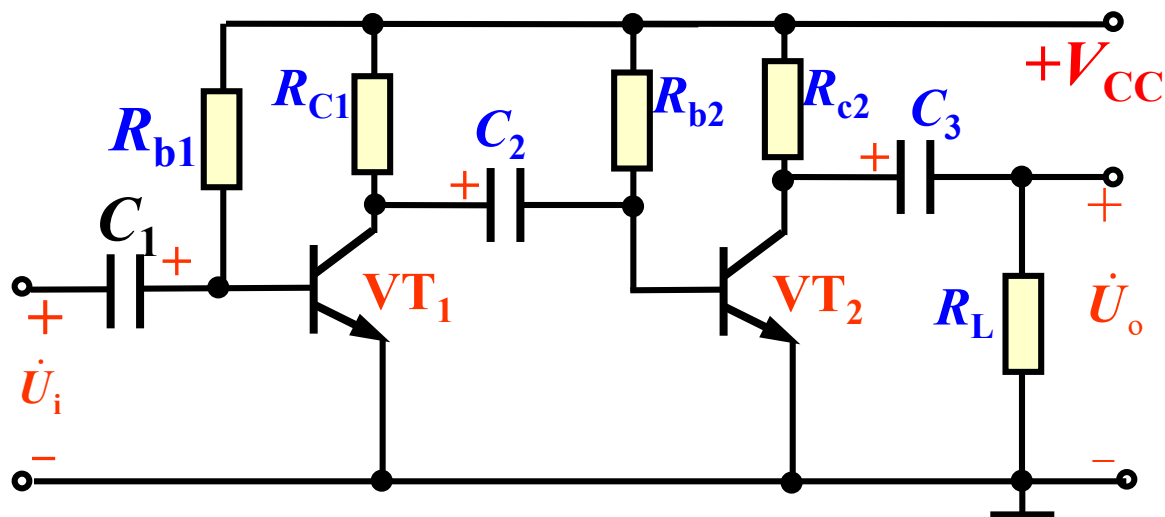 +V_CC
R_C1
R_b2
R_c2
C_3
R_b1
C_2
+
+
+
C_1
+
VT_1
VT_2
R_L
U̇_o
+
U̇_i
−
−